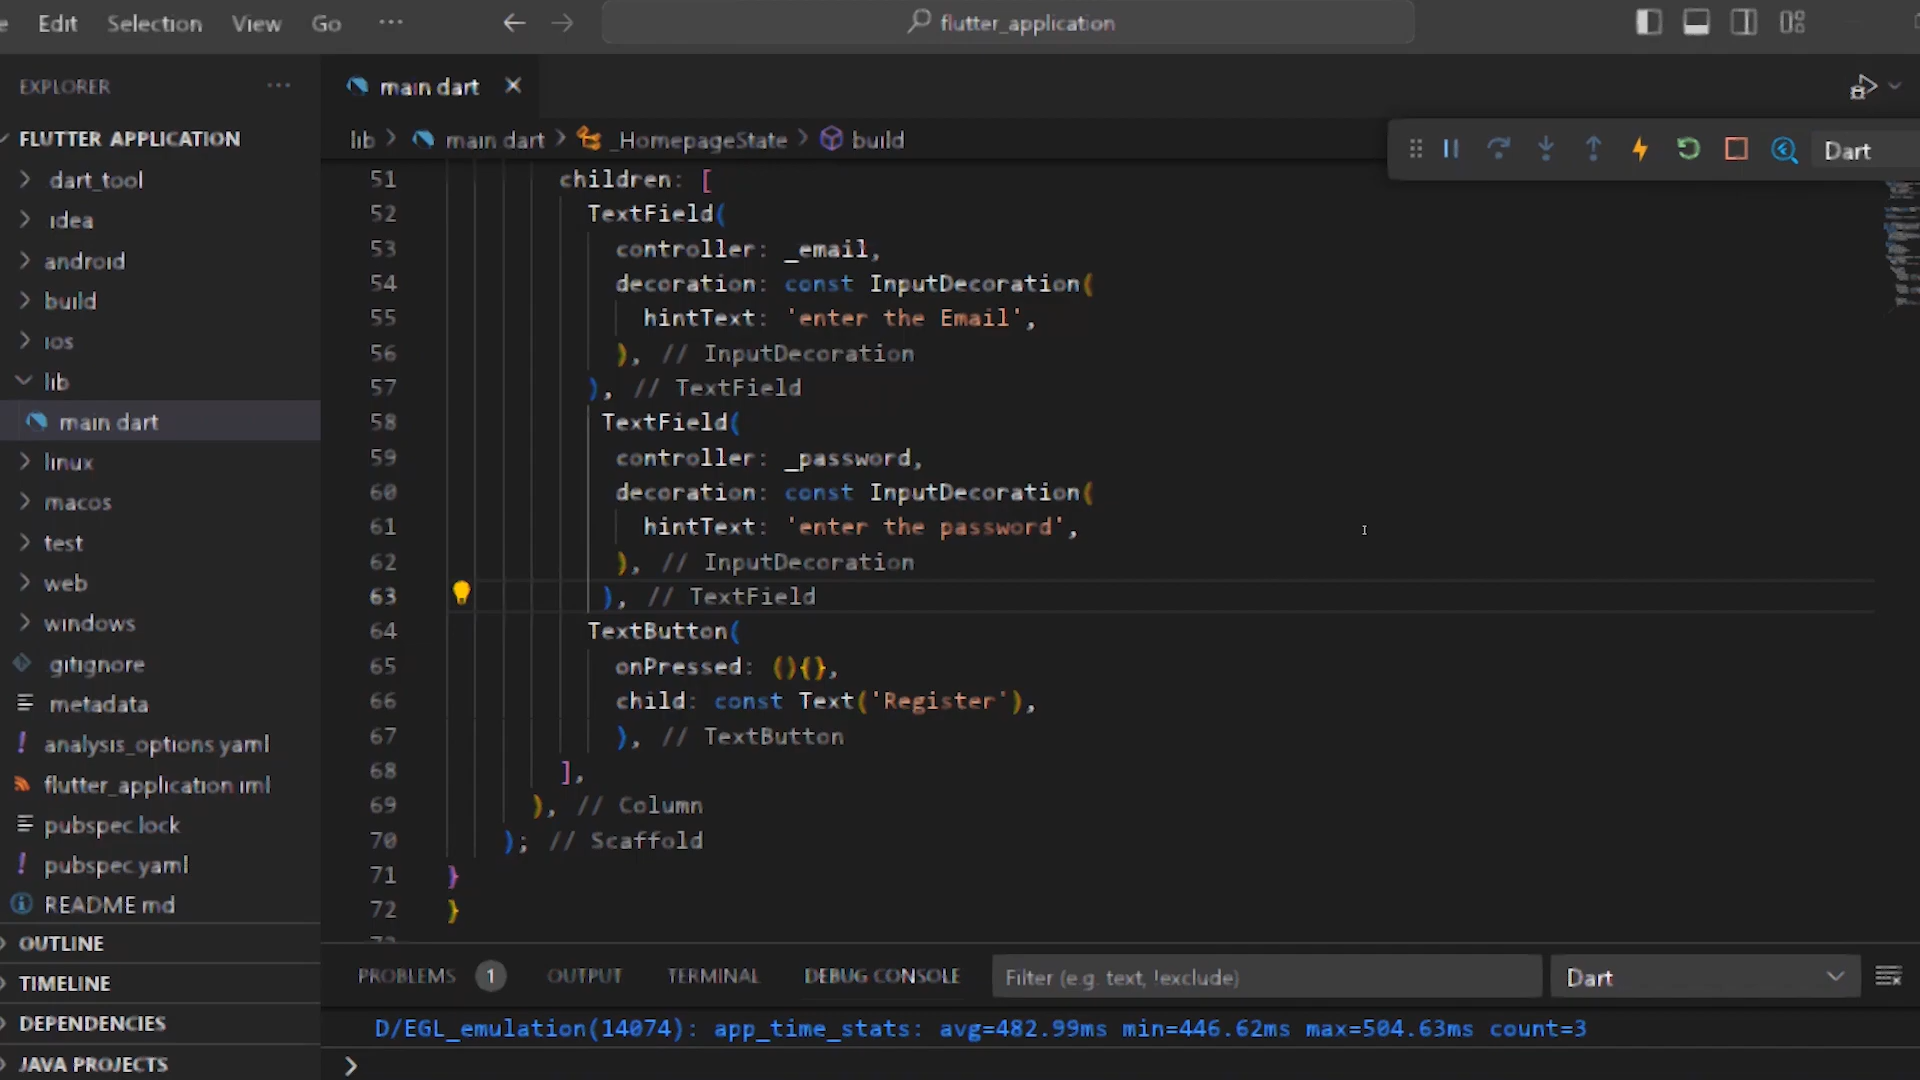 Edit Selection View Go ···
flutter_application
EXPLORER ···
FLUTTER APPLICATION
dart_tool
idea
android
build
ios
lib
main dart
linux
macos
test
web
windows
gitignore
metadata
analysis_options yaml
flutter_application iml
pubspec.lock
pubspec.yaml
README md
OUTLINE
TIMELINE
DEPENDENCIES
JAVA PROJECTS
main dart
lib > main dart > _HomepageState > build
Dart
51 children: [
52 TextField(
53 controller: _email,
54 decoration: const InputDecoration(
55 hintText: 'enter the Email',
56 ), // InputDecoration
57 ), // TextField
58 TextField(
59 controller: _password,
60 decoration: const InputDecoration(
61 hintText: 'enter the password',
62 ), // InputDecoration
63 ), // TextField
64 TextButton(
65 onPressed: (){},
66 child: const Text('Register'),
67 ), // TextButton
68 ],
69 ), // Column
70 ); // Scaffold
71 }
72 }
PROBLEMS 1 OUTPUT TERMINAL DEBUG CONSOLE Filter (e.g. text, !exclude) Dart
D/EGL_emulation(14074): app_time_stats: avg=482.99ms min=446.62ms max=504.63ms count=3
>